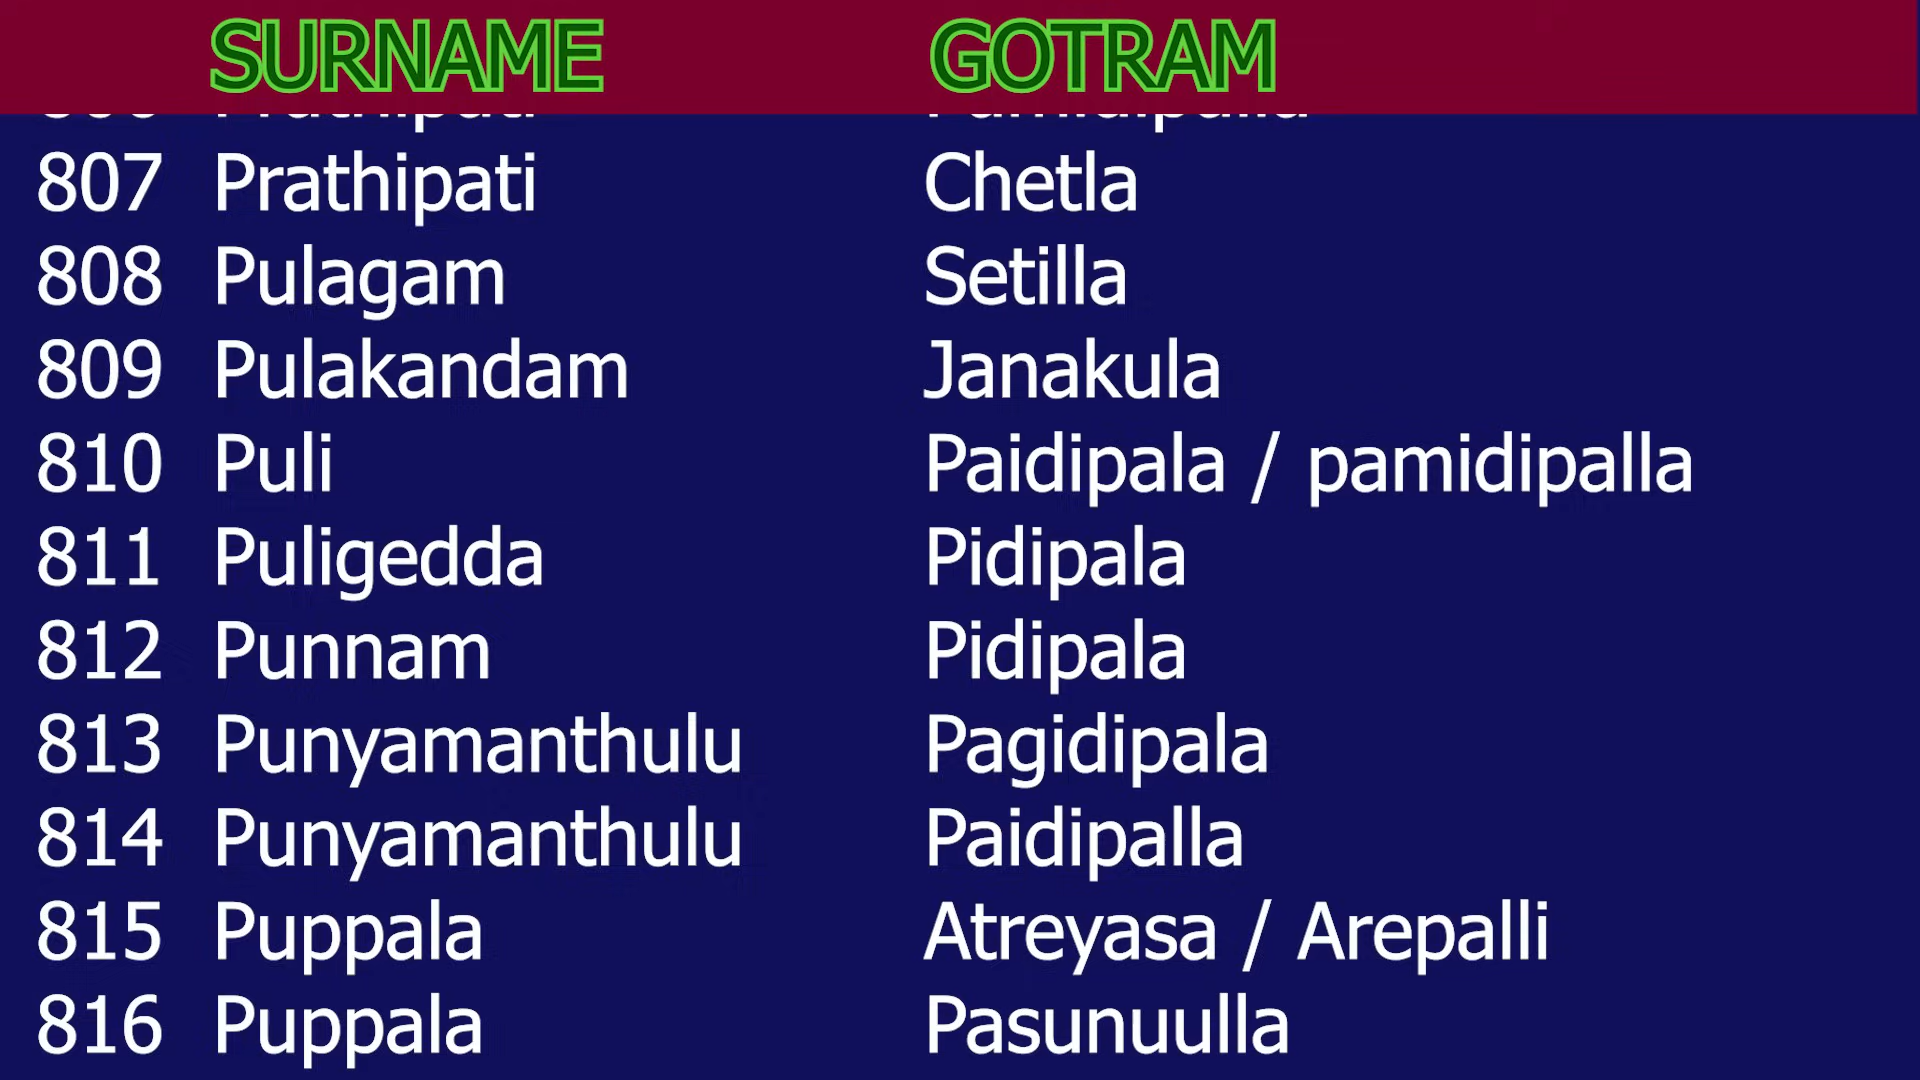 SURNAME GOTRAM
807 Prathipati Chetla
808 Pulagam Setilla
809 Pulakandam Janakula
810 Puli Paidipala / pamidipalla
811 Puligedda Pidipala
812 Punnam Pidipala
813 Punyamanthulu Pagidipala
814 Punyamanthulu Paidipalla
815 Puppala Atreyasa / Arepalli
816 Puppala Pasunuulla